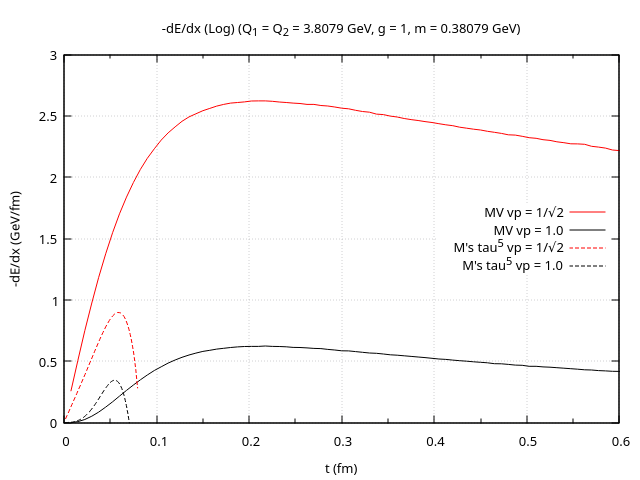 -dE/dx (Log) (Q₁ = Q₂ = 3.8079 GeV, g = 1, m = 0.38079 GeV)
3
2.5
2
1.5
1
0.5
0
-dE/dx (GeV/fm)
MV vp = 1/√2
MV vp = 1.0
M's tau⁵ vp = 1/√2
M's tau⁵ vp = 1.0
0 0.1 0.2 0.3 0.4 0.5 0.6
t (fm)